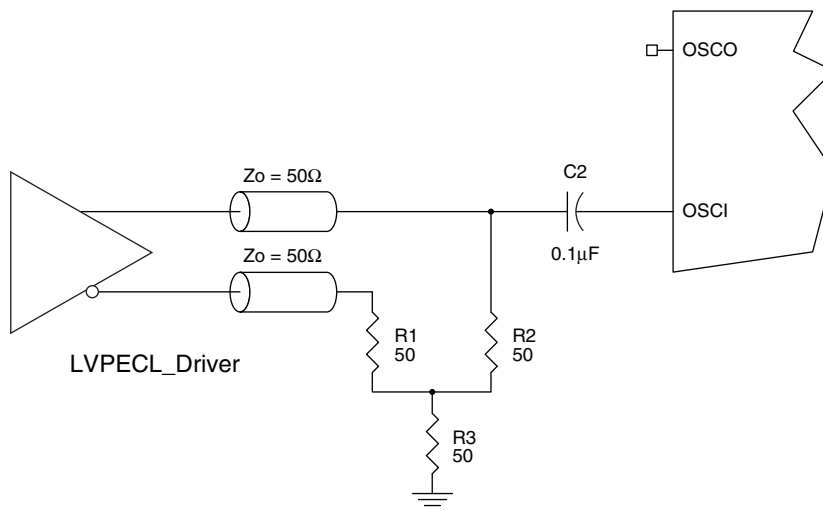 OSCO
Zo = 50Ω
C2
OSCI
0.1μF
Zo = 50Ω
R1
50
R2
50
LVPECL_Driver
R3
50